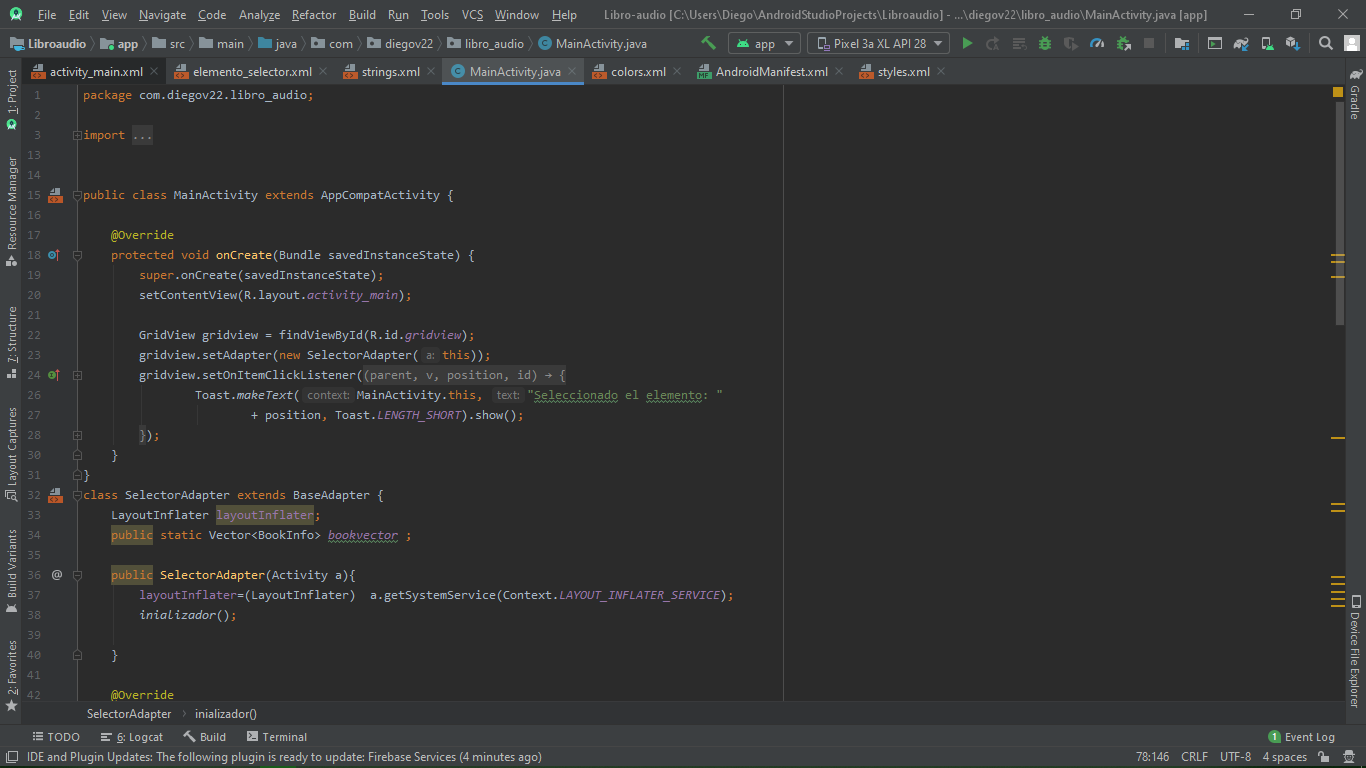 File Edit View Navigate Code Analyze Refactor Build Run Tools VCS Window Help Libro-audio [C:\Users\Diego\AndroidStudioProjects\Libroaudio] - ...\diegov22\libro_audio\MainActivity.java [app]
Libroaudio app src main java com diegov22 libro_audio MainActivity.java app Pixel 3a XL API 28
activity_main.xml elemento_selector.xml strings.xml MainActivity.java colors.xml AndroidManifest.xml styles.xml
1: Project
Resource Manager
7: Structure
Layout Captures
Build Variants
2: Favorites
1 package com.diegov22.libro_audio;
2
3 import ...
13
14
15 public class MainActivity extends AppCompatActivity {
16
17 @Override
18 protected void onCreate(Bundle savedInstanceState) {
19 super.onCreate(savedInstanceState);
20 setContentView(R.layout.activity_main);
21
22 GridView gridview = findViewById(R.id.gridview);
23 gridview.setAdapter(new SelectorAdapter( a: this));
24 gridview.setOnItemClickListener((parent, v, position, id) → {
26 Toast.makeText( context: MainActivity.this, text: "Seleccionado el elemento: "
27 + position, Toast.LENGTH_SHORT).show();
28 });
30 }
31 }
32 class SelectorAdapter extends BaseAdapter {
33 LayoutInflater layoutInflater;
34 public static Vector<BookInfo> bookvector ;
35
36 @ public SelectorAdapter(Activity a){
37 layoutInflater=(LayoutInflater) a.getSystemService(Context.LAYOUT_INFLATER_SERVICE);
38 inializador();
39
40 }
41
42 @Override
Gradle
Device File Explorer
SelectorAdapter inializador()
TODO 6: Logcat Build Terminal 1 Event Log
IDE and Plugin Updates: The following plugin is ready to update: Firebase Services (4 minutes ago) 78:146 CRLF UTF-8 4 spaces